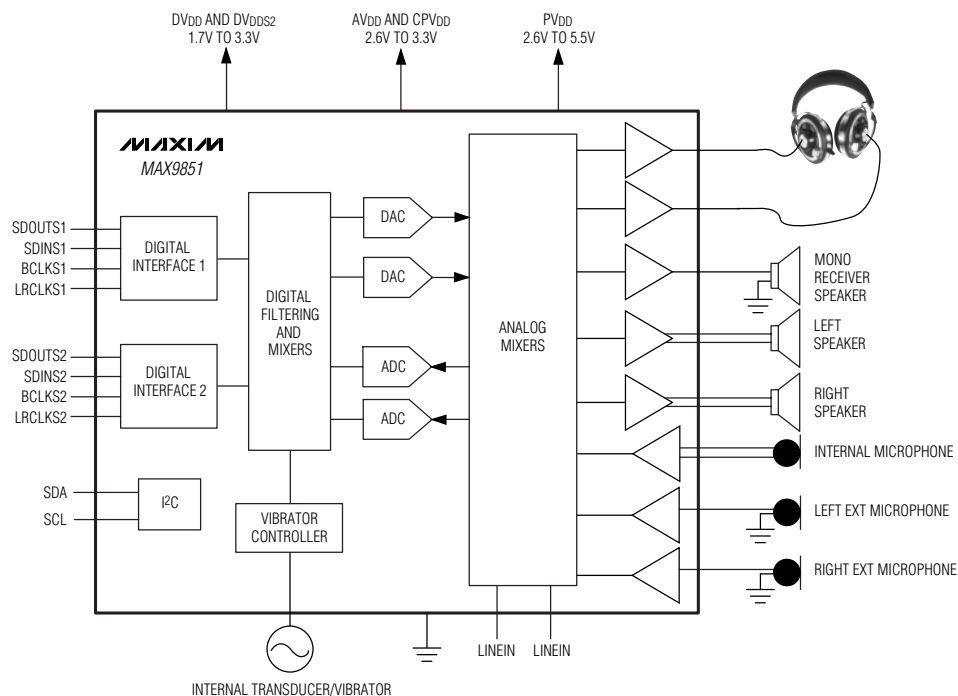 DVDD AND DVDDS2
1.7V TO 3.3V
AVDD AND CPVDD
2.6V TO 3.3V
PVDD
2.6V TO 5.5V
MAXIM
MAX9851
SDOUTS1
SDINS1
BCLKS1
LRCLKS1
DIGITAL
INTERFACE 1
SDOUTS2
SDINS2
BCLKS2
LRCLKS2
DIGITAL
INTERFACE 2
SDA
SCL
I²C
DIGITAL
FILTERING
AND
MIXERS
VIBRATOR
CONTROLLER
DAC
DAC
ADC
ADC
ANALOG
MIXERS
MONO
RECEIVER
SPEAKER
LEFT
SPEAKER
RIGHT
SPEAKER
INTERNAL MICROPHONE
LEFT EXT MICROPHONE
RIGHT EXT MICROPHONE
LINEIN
LINEIN
INTERNAL TRANSDUCER/VIBRATOR